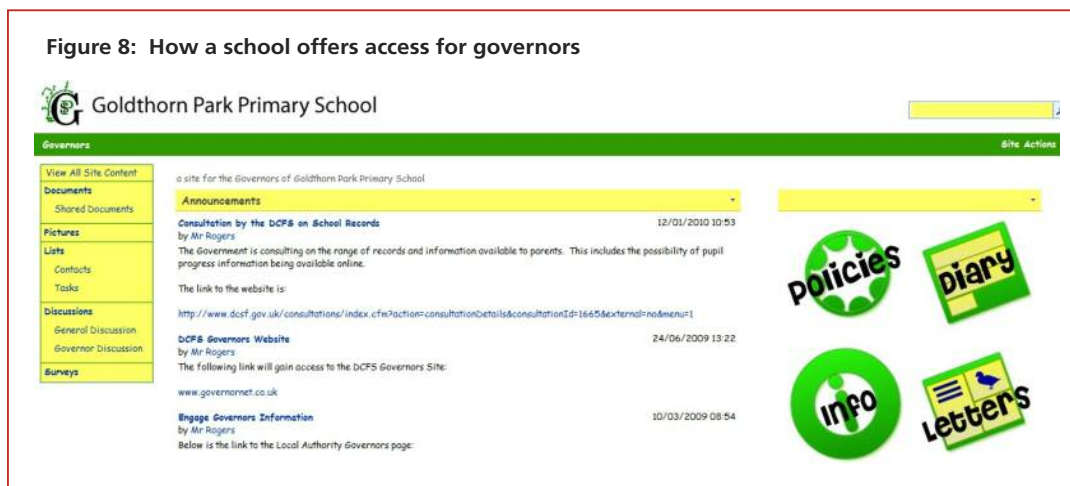 Figure 8: How a school offers access for governors
Goldthorn Park Primary School
Governors
Site Actions
View All Site Content
Documents
Shared Documents
Pictures
Lists
Contacts
Tasks
Discussions
General Discussion
Governor Discussion
Surveys
a site for the Governors of Goldthorn Park Primary School
Announcements
Consultation by the DCFS on School Records 12/01/2010 10:53
by Mr Rogers
The Government is consulting on the range of records and information available to parents. This includes the possibility of pupil
progress information being available online.
The link to the website is:
http://www.dcsf.gov.uk/consultations/index.cfm?action=consultationDetails&consultationId=1665&external=no&menu=1
DCFS Governors Website 24/06/2009 13:22
by Mr Rogers
The following link will gain access to the DCFS Governors Site:
www.governornet.co.uk
Engage Governors Information 10/03/2009 08:54
by Mr Rogers
Below is the link to the Local Authority Governors page:
Policies
Diary
Info
Letters